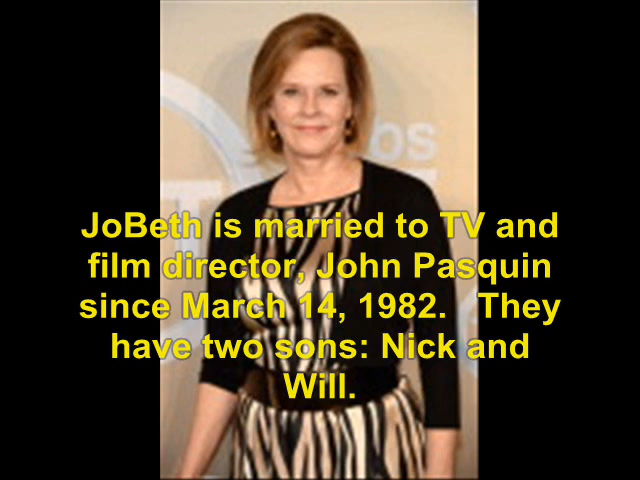 bs
JoBeth is married to TV and
film director, John Pasquin
since March 14, 1982.   They
have two sons: Nick and
Will.